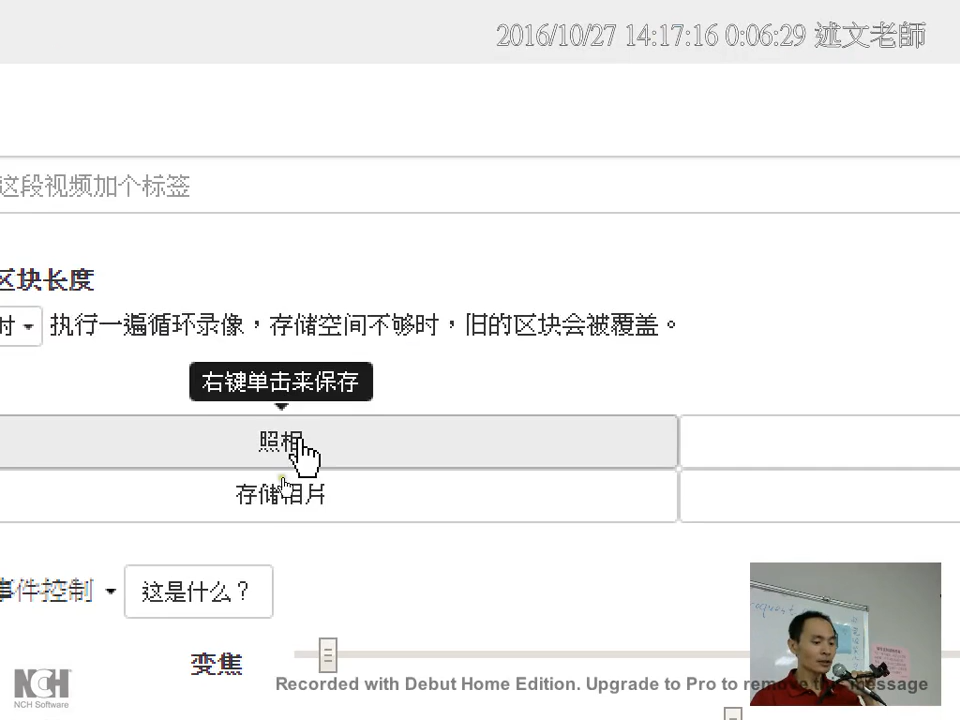 2016/10/27 14:17:16 0:06:29 述文老師
这段视频加个标签
区块长度
时 执行一遍循环录像，存储空间不够时，旧的区块会被覆盖。
右键单击来保存
照相
存储相片
事件控制 这是什么？
变焦
NCH
NCH Software
Recorded with Debut Home Edition. Upgrade to Pro to remove this message